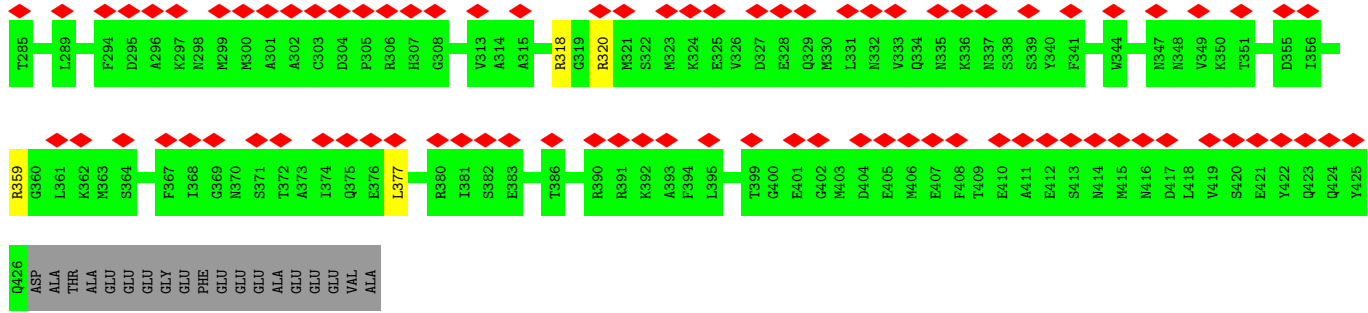 T285 L289 F294 D295 A296 K297 N298 M299 M300 A301 A302 C303 D304 P305 R306 H307 G308 V313 A314 A315 R318 G319 R320 M321 S322 M323 K324 E325 V326 D327 E328 Q329 M330 L331 N332 V333 Q334 N335 K336 N337 S338 S339 Y340 F341 W344 N347 N348 V349 K350 T351 D355 I356
R359 G360 L361 K362 M363 S364 F367 I368 G369 N370 S371 T372 A373 I374 Q375 E376 L377 R380 I381 S382 E383 T386 R390 R391 K392 A393 F394 L395 T399 G400 E401 G402 M403 D404 E405 M406 E407 F408 T409 E410 A411 E412 S413 N414 M415 N416 D417 L418 V419 S420 E421 Y422 Q423 Q424 Y425
Q426 ASP ALA THR ALA GLU GLU GLU GLY GLU PHE GLU GLU GLU ALA GLU GLU GLU VAL ALA